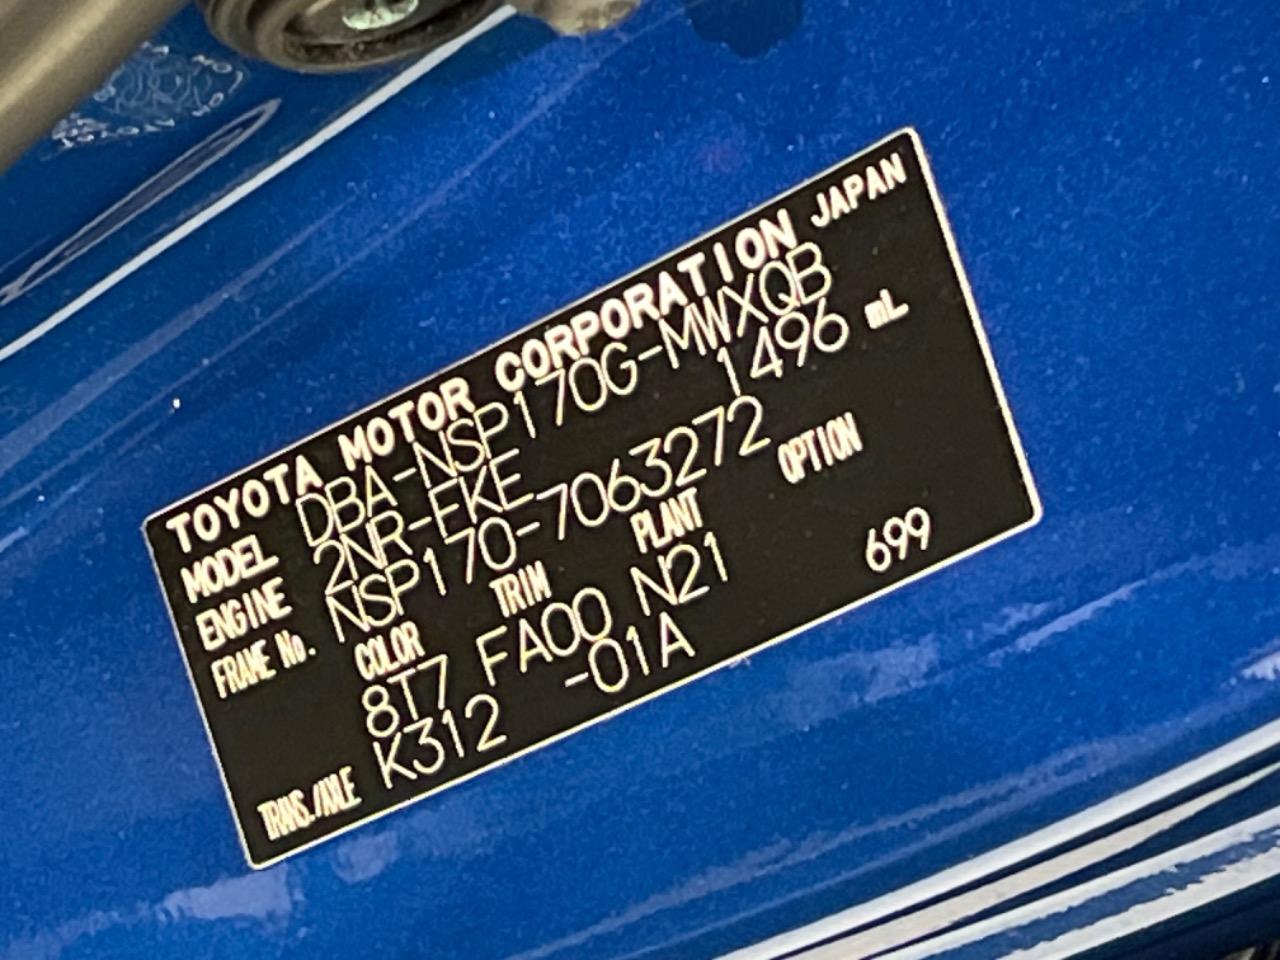 TOYOTA MOTOR CORPORATION JAPAN
MODEL DBA-NSP170G-MWXQB
ENGINE 2NR-FKE 1496 mL
FRAME No. NSP170-7063272
COLOR TRIM PLANT OPTION
8T7 FA00 N21 699
TRANS./AXLE K312 -01A